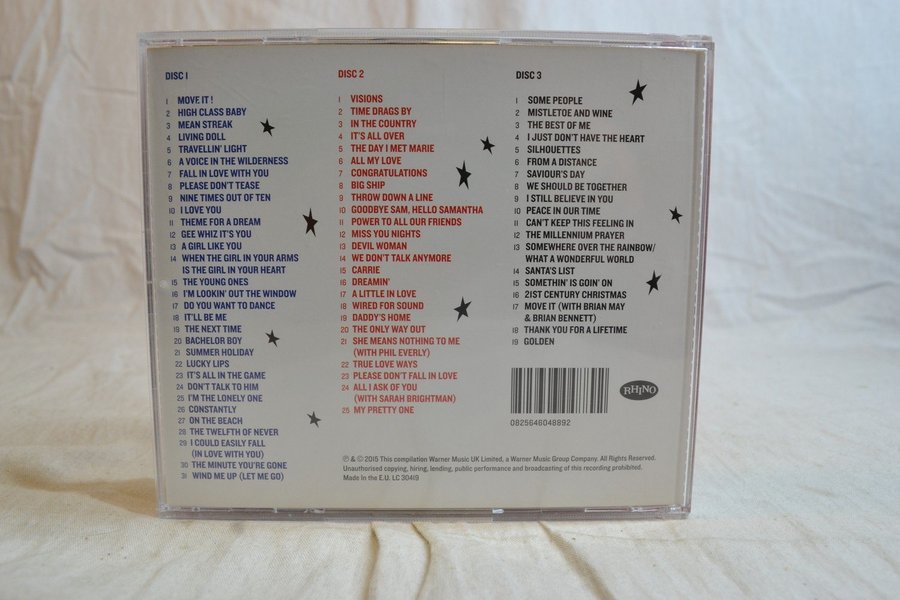 DISC 1
1 MOVE IT!
2 HIGH CLASS BABY
3 MEAN STREAK
4 LIVING DOLL
5 TRAVELLIN' LIGHT
6 A VOICE IN THE WILDERNESS
7 FALL IN LOVE WITH YOU
8 PLEASE DON'T TEASE
9 NINE TIMES OUT OF TEN
10 I LOVE YOU
11 THEME FOR A DREAM
12 GEE WHIZ IT'S YOU
13 A GIRL LIKE YOU
14 WHEN THE GIRL IN YOUR ARMS
IS THE GIRL IN YOUR HEART
15 THE YOUNG ONES
16 I'M LOOKIN' OUT THE WINDOW
17 DO YOU WANT TO DANCE
18 IT'LL BE ME
19 THE NEXT TIME
20 BACHELOR BOY
21 SUMMER HOLIDAY
22 LUCKY LIPS
23 IT'S ALL IN THE GAME
24 DON'T TALK TO HIM
25 I'M THE LONELY ONE
26 CONSTANTLY
27 ON THE BEACH
28 THE TWELFTH OF NEVER
29 I COULD EASILY FALL
(IN LOVE WITH YOU)
30 THE MINUTE YOU'RE GONE
31 WIND ME UP (LET ME GO)
DISC 2
1 VISIONS
2 TIME DRAGS BY
3 IN THE COUNTRY
4 IT'S ALL OVER
5 THE DAY I MET MARIE
6 ALL MY LOVE
7 CONGRATULATIONS
8 BIG SHIP
9 THROW DOWN A LINE
10 GOODBYE SAM, HELLO SAMANTHA
11 POWER TO ALL OUR FRIENDS
12 MISS YOU NIGHTS
13 DEVIL WOMAN
14 WE DON'T TALK ANYMORE
15 CARRIE
16 DREAMIN'
17 A LITTLE IN LOVE
18 WIRED FOR SOUND
19 DADDY'S HOME
20 THE ONLY WAY OUT
21 SHE MEANS NOTHING TO ME
(WITH PHIL EVERLY)
22 TRUE LOVE WAYS
23 PLEASE DON'T FALL IN LOVE
24 ALL I ASK OF YOU
(WITH SARAH BRIGHTMAN)
25 MY PRETTY ONE
DISC 3
1 SOME PEOPLE
2 MISTLETOE AND WINE
3 THE BEST OF ME
4 I JUST DON'T HAVE THE HEART
5 SILHOUETTES
6 FROM A DISTANCE
7 SAVIOUR'S DAY
8 WE SHOULD BE TOGETHER
9 I STILL BELIEVE IN YOU
10 PEACE IN OUR TIME
11 CAN'T KEEP THIS FEELING IN
12 THE MILLENNIUM PRAYER
13 SOMEWHERE OVER THE RAINBOW/
WHAT A WONDERFUL WORLD
14 SANTA'S LIST
15 SOMETHIN' IS GOIN' ON
16 21ST CENTURY CHRISTMAS
17 MOVE IT (WITH BRIAN MAY
& BRIAN BENNETT)
18 THANK YOU FOR A LIFETIME
19 GOLDEN
RHINO
0825646048892
℗ & © 2015 This compilation Warner Music UK Limited, a Warner Music Group Company. All Rights Reserved.
Unauthorised copying, hiring, lending, public performance and broadcasting of this recording prohibited.
Made in the E.U. LC 30419